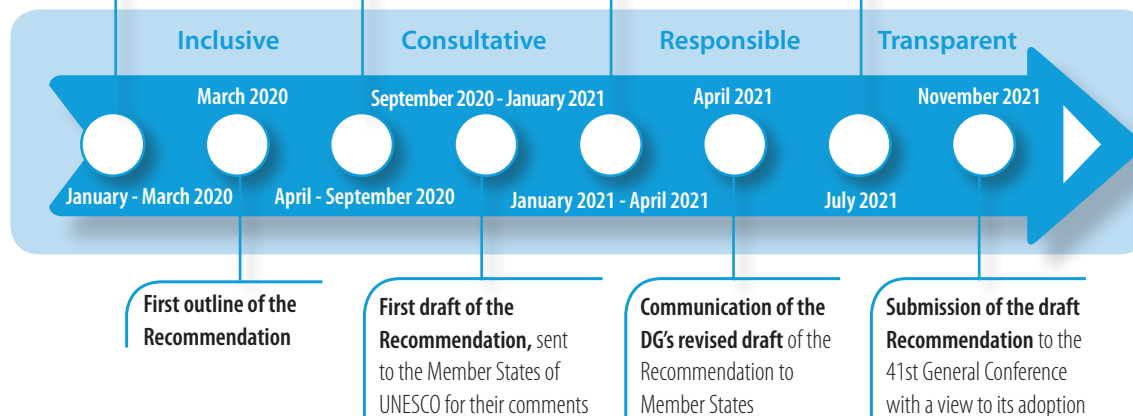 Inclusive
Consultative
Responsible
Transparent
March 2020
September 2020 - January 2021
April 2021
November 2021
January - March 2020
April - September 2020
January 2021 - April 2021
July 2021
First outline of the
Recommendation
First draft of the
Recommendation, sent
to the Member States of
UNESCO for their comments
Communication of the
DG’s revised draft of the
Recommendation to
Member States
Submission of the draft
Recommendation to the
41st General Conference
with a view to its adoption